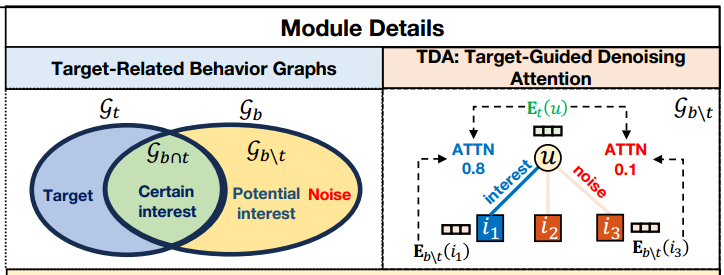 Module Details
Target-Related Behavior Graphs
TDA: Target-Guided Denoising
Attention
𝒢t
𝒢b
𝒢b∩t
𝒢b\t
Target
Certain
interest
Potential
interest
Noise
Et(u)
𝒢b\t
ATTN
0.8
u
ATTN
0.1
interest
noise
i1
i2
i3
Eb\t(i1)
Eb\t(i3)